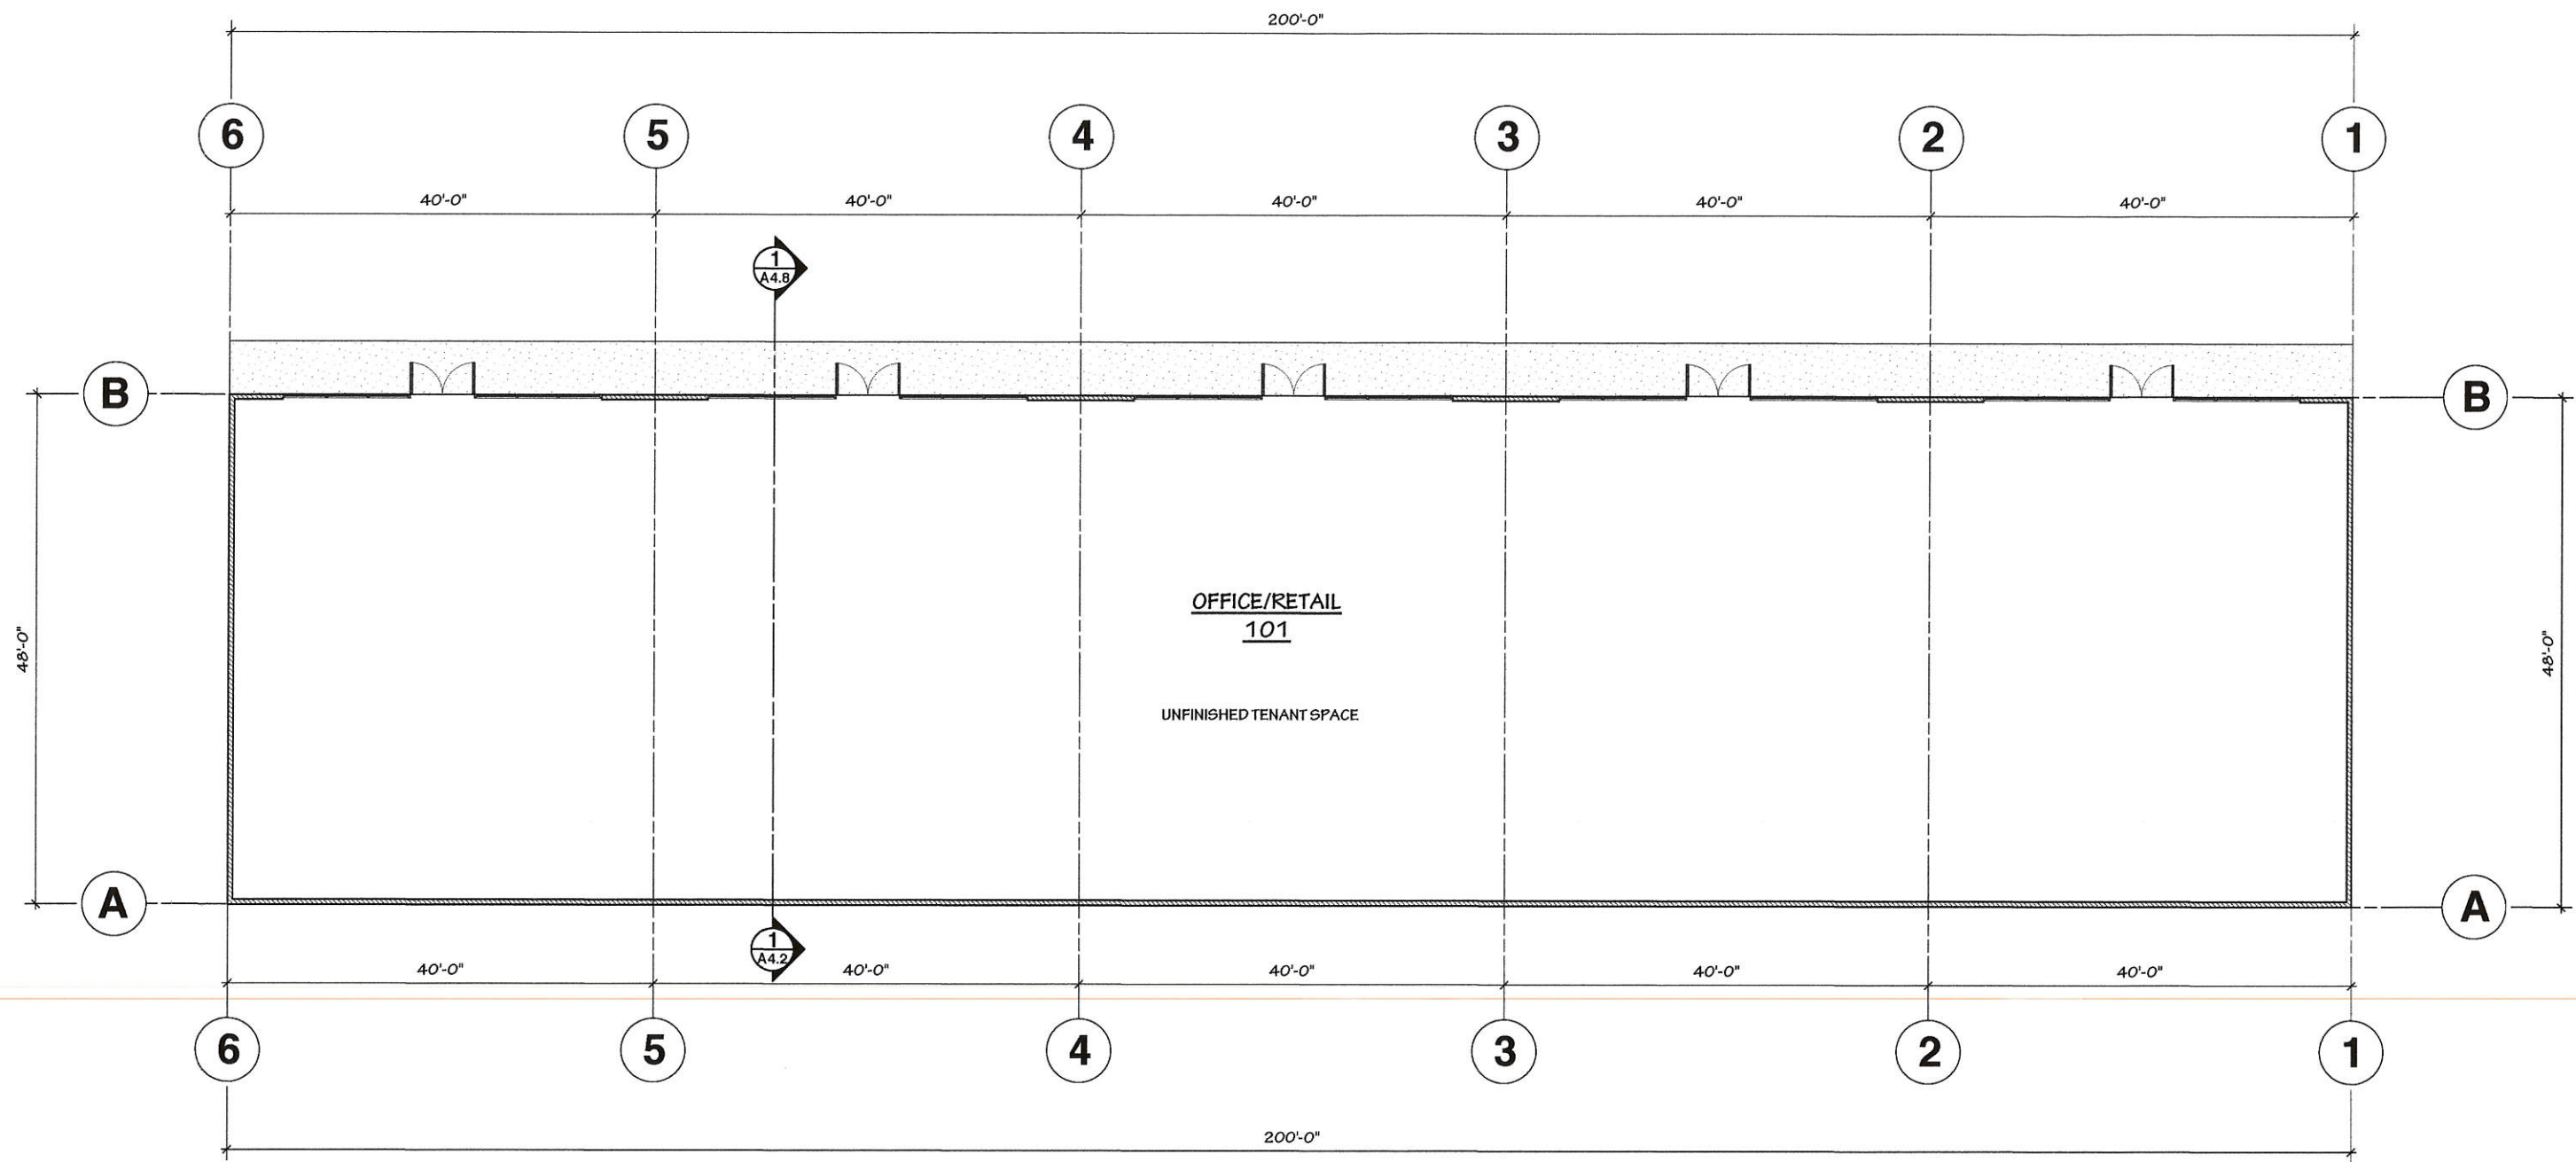 200'-0"
6 5 4 3 2 1
40'-0" 40'-0" 40'-0" 40'-0" 40'-0"
1
A4.8
B B
OFFICE/RETAIL
101
48'-0" 48'-0"
UNFINISHED TENANT SPACE
A A
1
A4.2
40'-0" 40'-0" 40'-0" 40'-0" 40'-0"
6 5 4 3 2 1
200'-0"